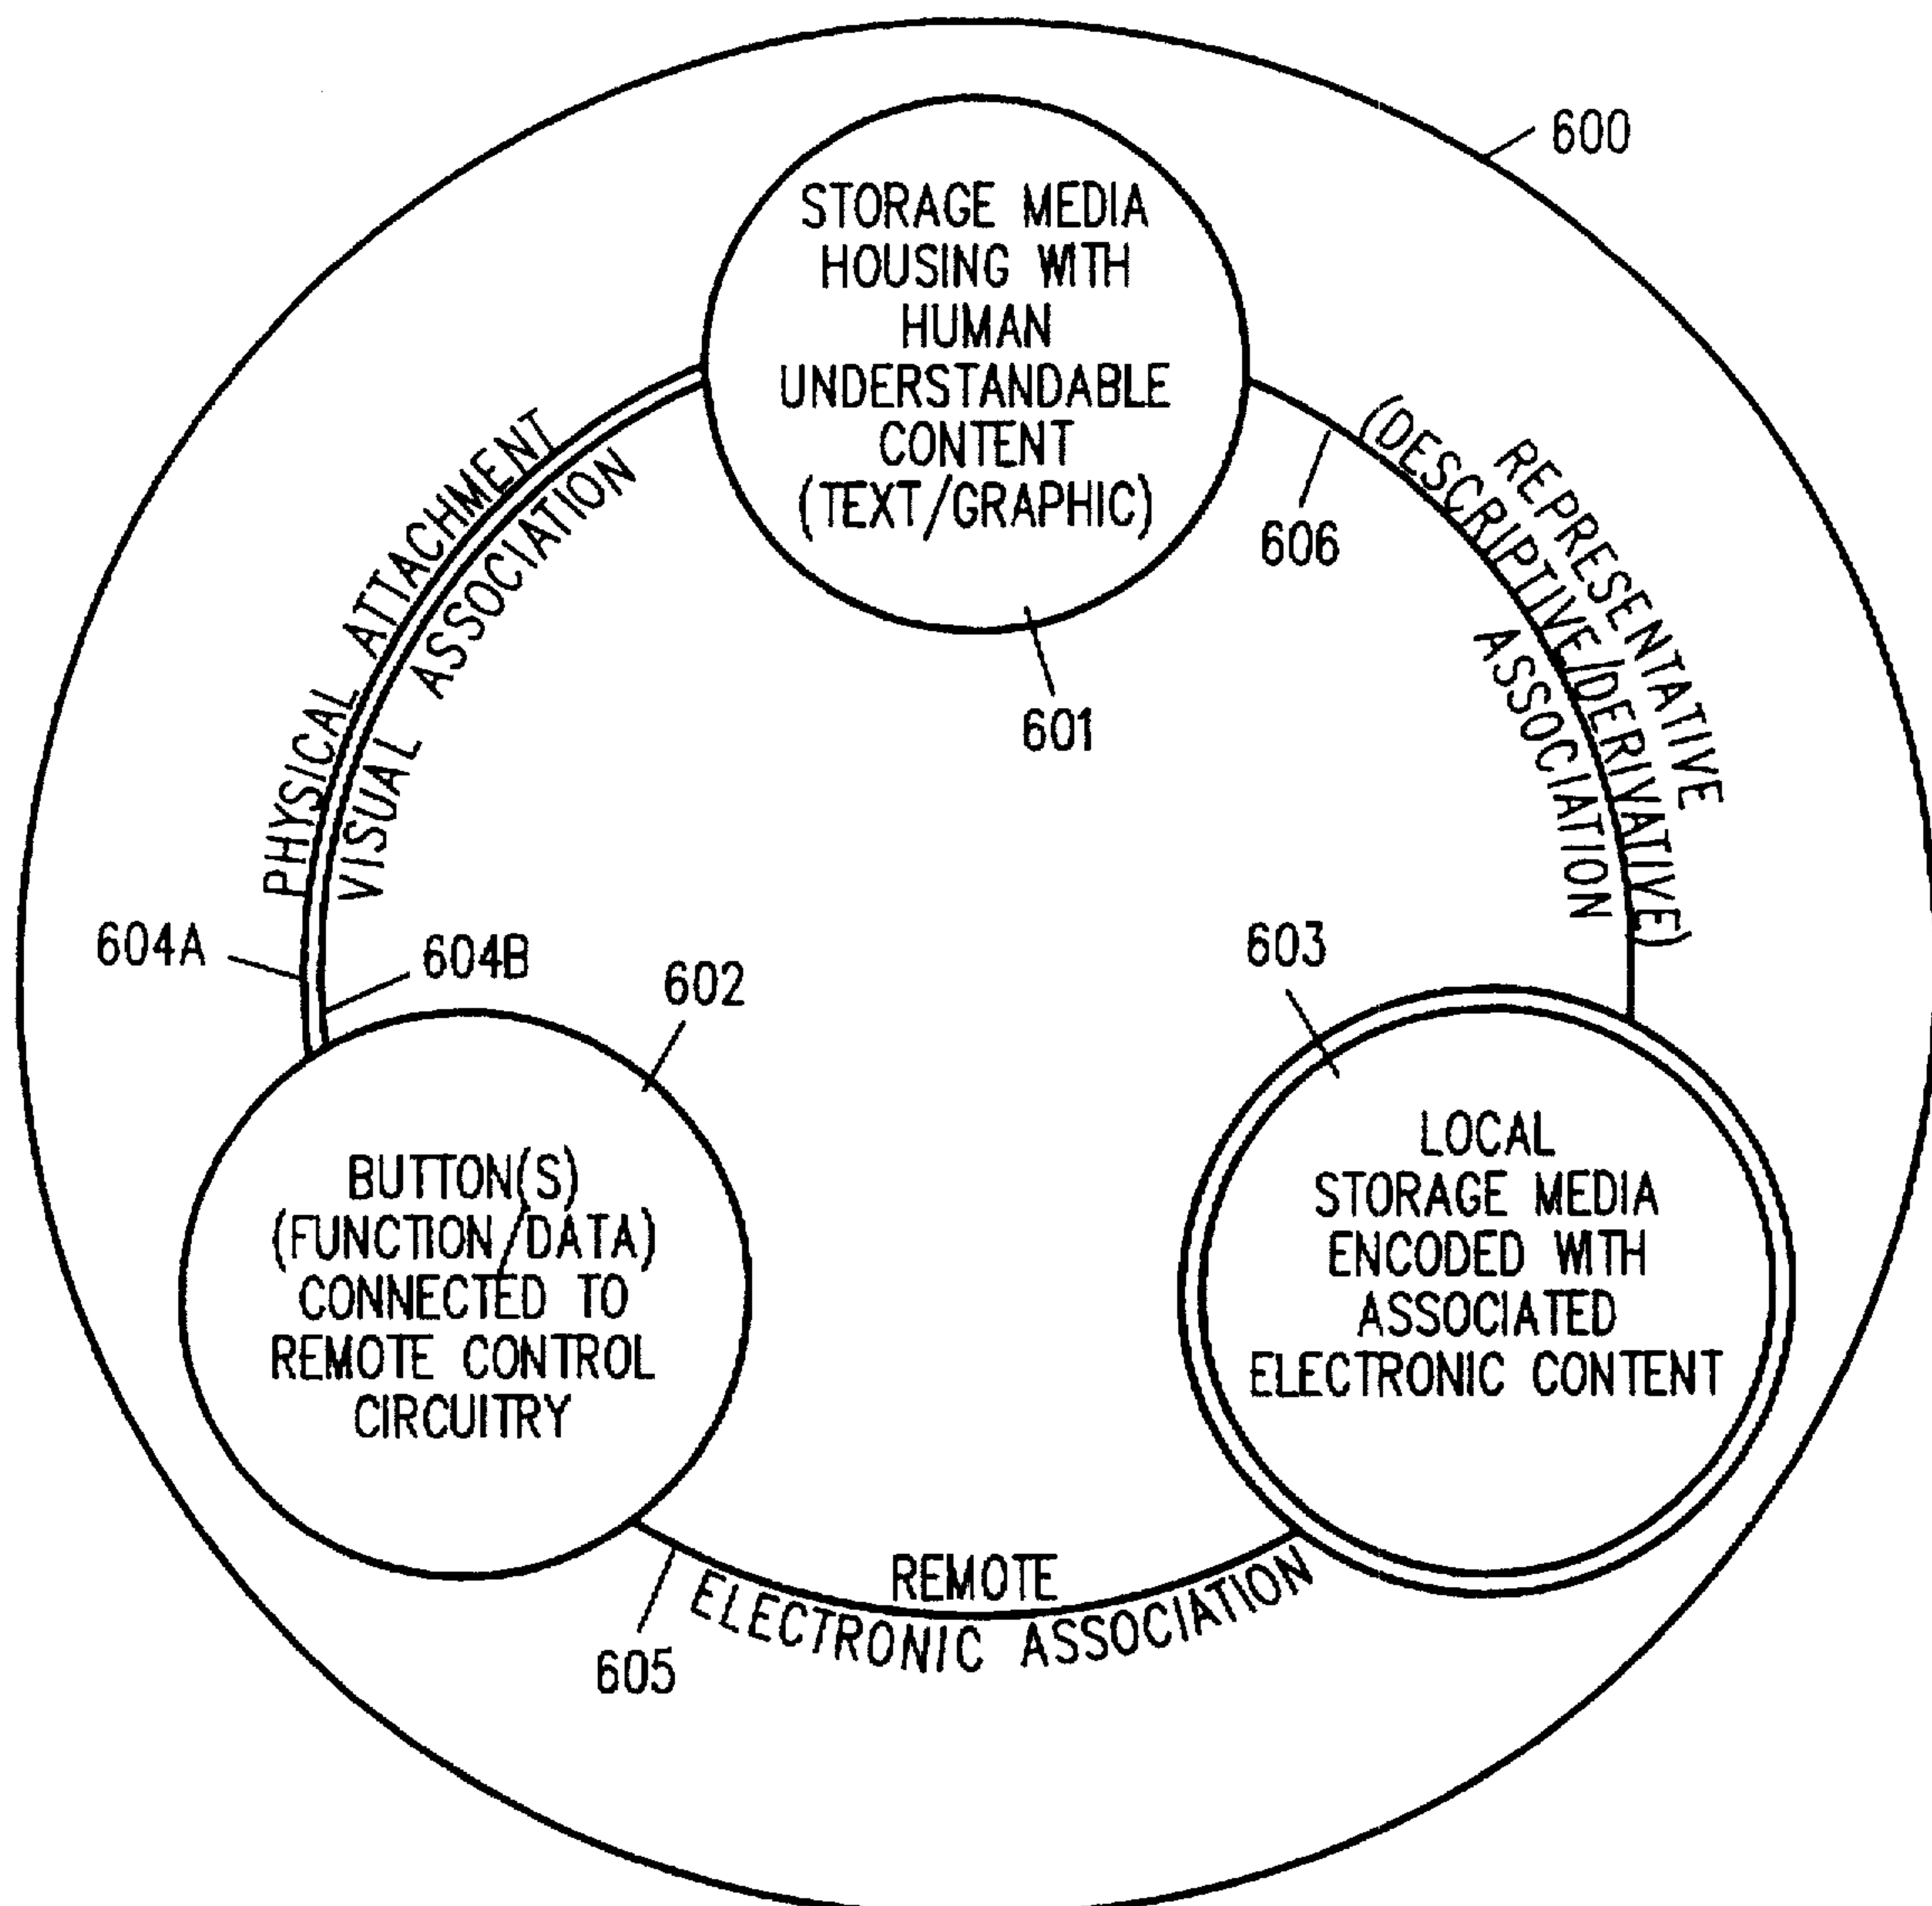 600
STORAGE MEDIA
HOUSING WITH
HUMAN
UNDERSTANDABLE
CONTENT
(TEXT/GRAPHIC)
601
PHYSICAL ATTACHMENT
VISUAL ASSOCIATION
606
REPRESENTATIVE
(DESCRIPTIVE/DERIVATIVE)
ASSOCIATION
604A
604B
602
603
BUTTON(S)
(FUNCTION/DATA)
CONNECTED TO
REMOTE CONTROL
CIRCUITRY
LOCAL
STORAGE MEDIA
ENCODED WITH
ASSOCIATED
ELECTRONIC CONTENT
REMOTE
ELECTRONIC ASSOCIATION
605